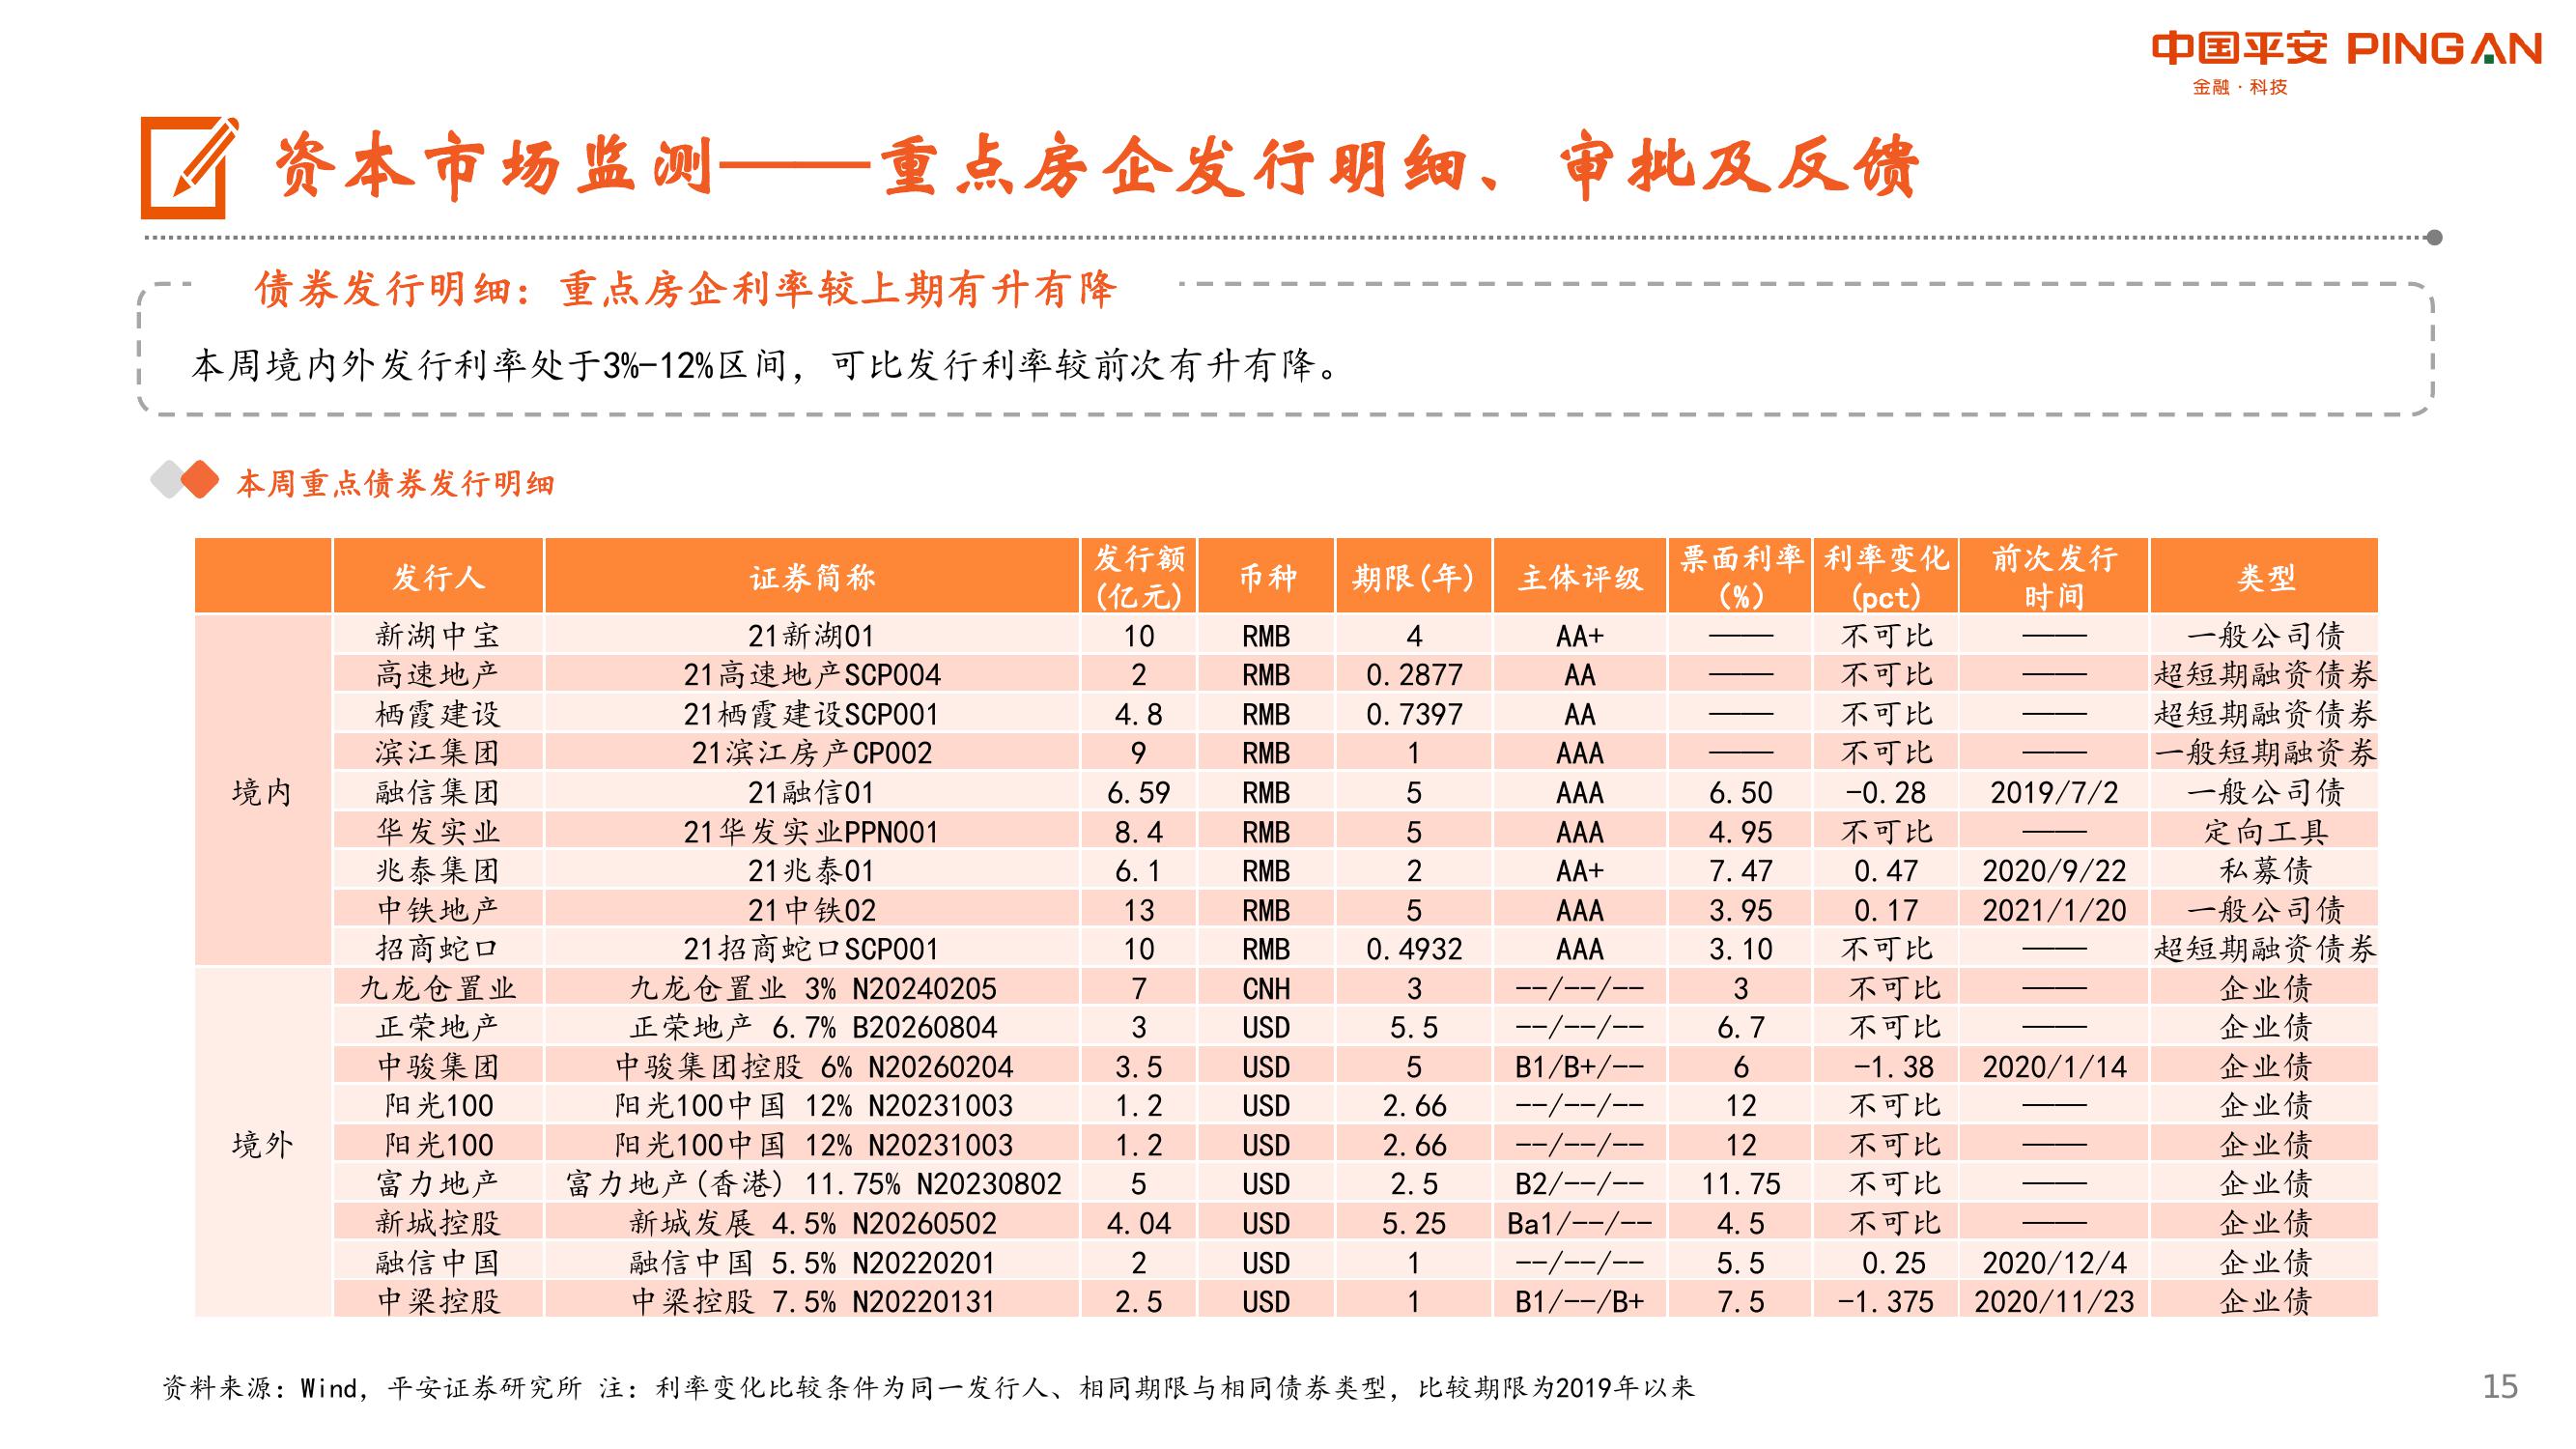 中国平安 PINGAN
金融·科技
资本市场监测——重点房企发行明细、审批及反馈
债券发行明细：重点房企利率较上期有升有降
本周境内外发行利率处于3%-12%区间，可比发行利率较前次有升有降。
本周重点债券发行明细
发行人 证券简称 发行额(亿元) 币种 期限(年) 主体评级 票面利率(%) 利率变化(pct) 前次发行时间 类型
境内
新湖中宝 21新湖01 10 RMB 4 AA+ —— 不可比 —— 一般公司债
高速地产 21高速地产SCP004 2 RMB 0.2877 AA —— 不可比 —— 超短期融资债券
栖霞建设 21栖霞建设SCP001 4.8 RMB 0.7397 AA —— 不可比 —— 超短期融资债券
滨江集团 21滨江房产CP002 9 RMB 1 AAA —— 不可比 —— 一般短期融资券
融信集团 21融信01 6.59 RMB 5 AAA 6.50 -0.28 2019/7/2 一般公司债
华发实业 21华发实业PPN001 8.4 RMB 5 AAA 4.95 不可比 —— 定向工具
兆泰集团 21兆泰01 6.1 RMB 2 AA+ 7.47 0.47 2020/9/22 私募债
中铁地产 21中铁02 13 RMB 5 AAA 3.95 0.17 2021/1/20 一般公司债
招商蛇口 21招商蛇口SCP001 10 RMB 0.4932 AAA 3.10 不可比 —— 超短期融资债券
境外
九龙仓置业 九龙仓置业 3% N20240205 7 CNH 3 --/--/-- 3 不可比 —— 企业债
正荣地产 正荣地产 6.7% B20260804 3 USD 5.5 --/--/-- 6.7 不可比 —— 企业债
中骏集团 中骏集团控股 6% N20260204 3.5 USD 5 B1/B+/-- 6 -1.38 2020/1/14 企业债
阳光100 阳光100中国 12% N20231003 1.2 USD 2.66 --/--/-- 12 不可比 —— 企业债
阳光100 阳光100中国 12% N20231003 1.2 USD 2.66 --/--/-- 12 不可比 —— 企业债
富力地产 富力地产(香港) 11.75% N20230802 5 USD 2.5 B2/--/-- 11.75 不可比 —— 企业债
新城控股 新城发展 4.5% N20260502 4.04 USD 5.25 Ba1/--/-- 4.5 不可比 —— 企业债
融信中国 融信中国 5.5% N20220201 2 USD 1 --/--/-- 5.5 0.25 2020/12/4 企业债
中梁控股 中梁控股 7.5% N20220131 2.5 USD 1 B1/--/B+ 7.5 -1.375 2020/11/23 企业债
资料来源：Wind，平安证券研究所 注：利率变化比较条件为同一发行人、相同期限与相同债券类型，比较期限为2019年以来
15